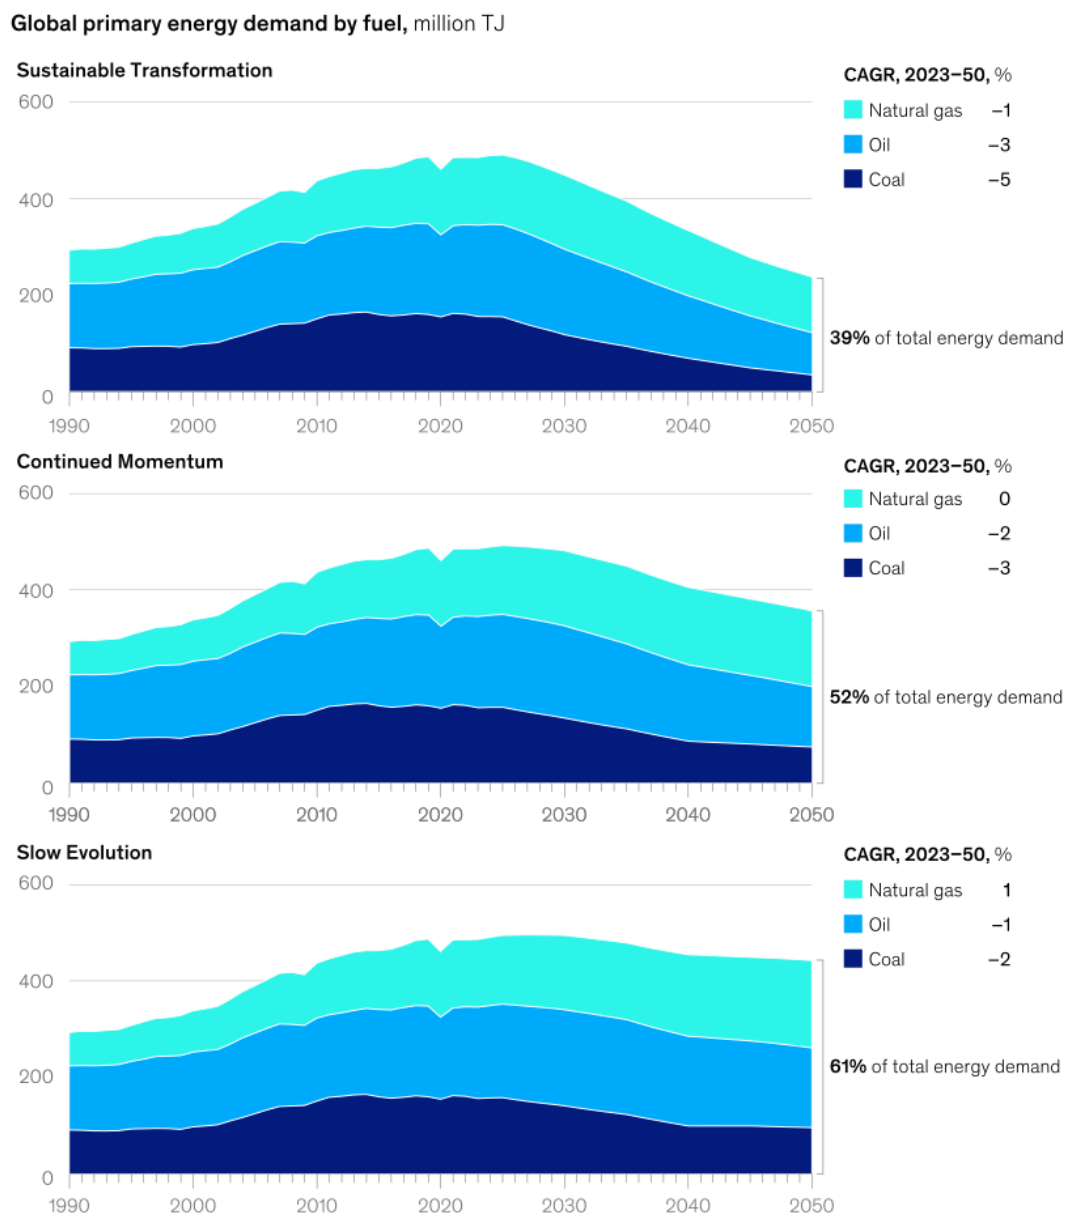 Global primary energy demand by fuel, million TJ
Sustainable Transformation
CAGR, 2023–50, %
Natural gas –1
Oil –3
Coal –5
600
400
200
0
39% of total energy demand
1990 2000 2010 2020 2030 2040 2050
Continued Momentum
CAGR, 2023–50, %
Natural gas 0
Oil –2
Coal –3
600
400
200
0
52% of total energy demand
1990 2000 2010 2020 2030 2040 2050
Slow Evolution
CAGR, 2023–50, %
Natural gas 1
Oil –1
Coal –2
600
400
200
0
61% of total energy demand
1990 2000 2010 2020 2030 2040 2050